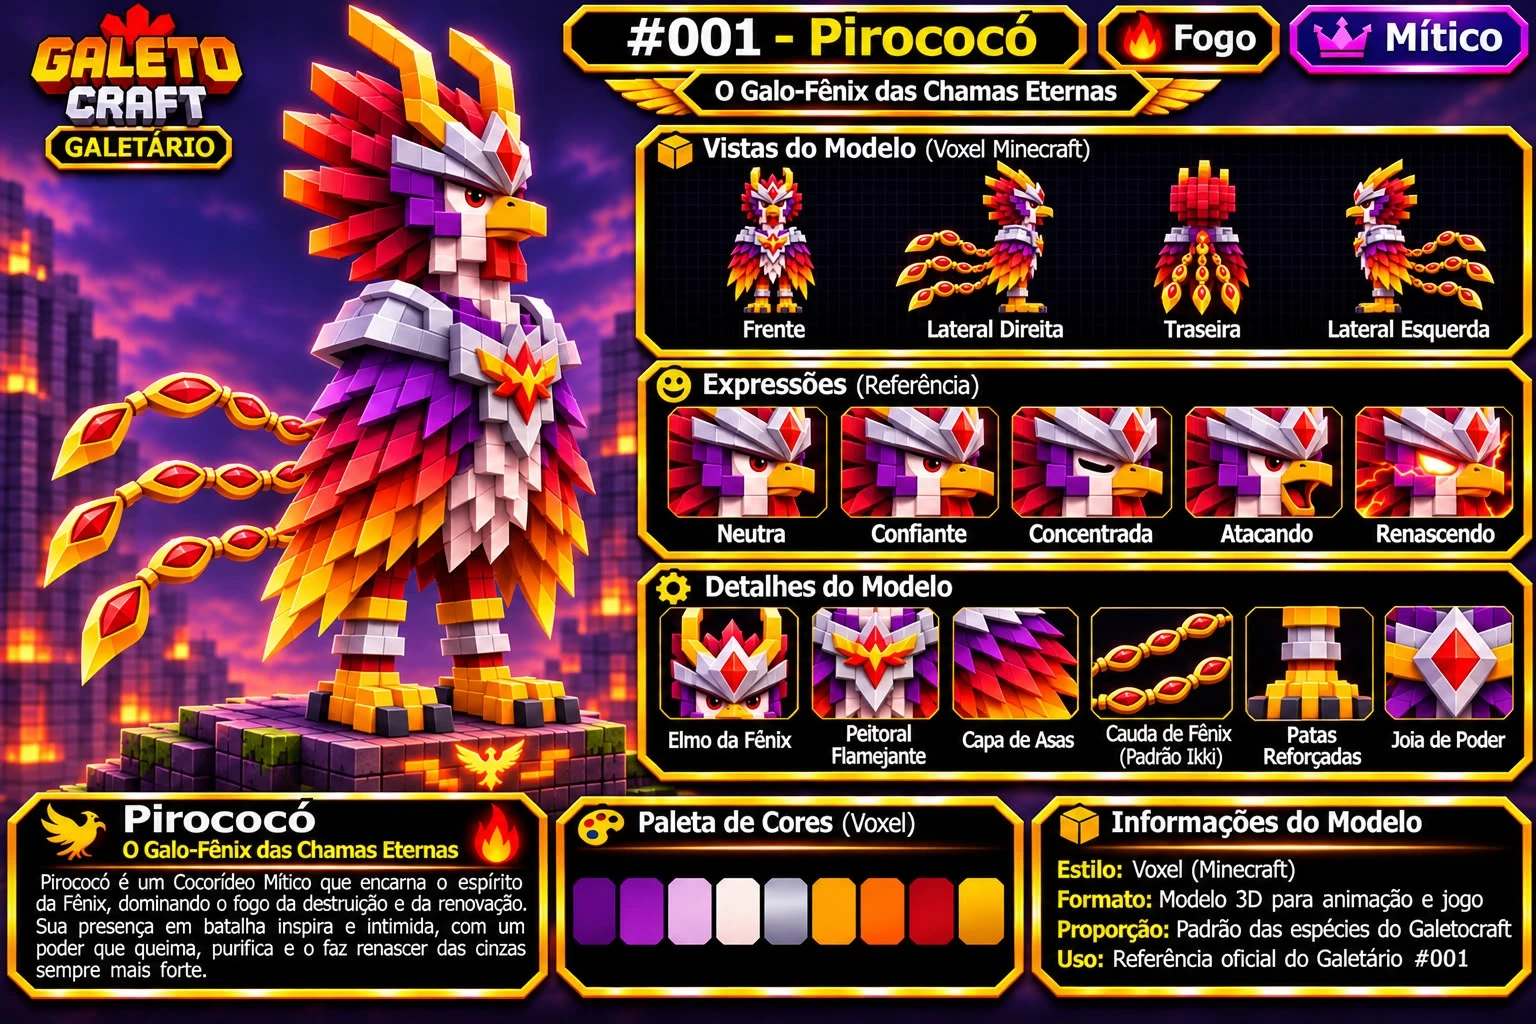 GALETO
CRAFT
GALETÁRIO
#001 - Pirococó
Fogo
Mítico
O Galo-Fênix das Chamas Eternas
Vistas do Modelo (Voxel Minecraft)
Frente
Lateral Direita
Traseira
Lateral Esquerda
Expressões (Referência)
Neutra
Confiante
Concentrada
Atacando
Renascendo
Detalhes do Modelo
Elmo da Fênix
Peitoral
Flamejante
Capa de Asas
Cauda de Fênix
(Padrão Ikki)
Patas
Reforçadas
Joia de Poder
Pirococó
O Galo-Fênix das Chamas Eternas
Pirococó é um Cocorídeo Mítico que encarna o espírito
da Fênix, dominando o fogo da destruição e da renovação.
Sua presença em batalha inspira e intimida, com um
poder que queima, purifica e o faz renascer das cinzas
sempre mais forte.
Paleta de Cores (Voxel)
Informações do Modelo
Estilo: Voxel (Minecraft)
Formato: Modelo 3D para animação e jogo
Proporção: Padrão das espécies do Galetocraft
Uso: Referência oficial do Galetário #001